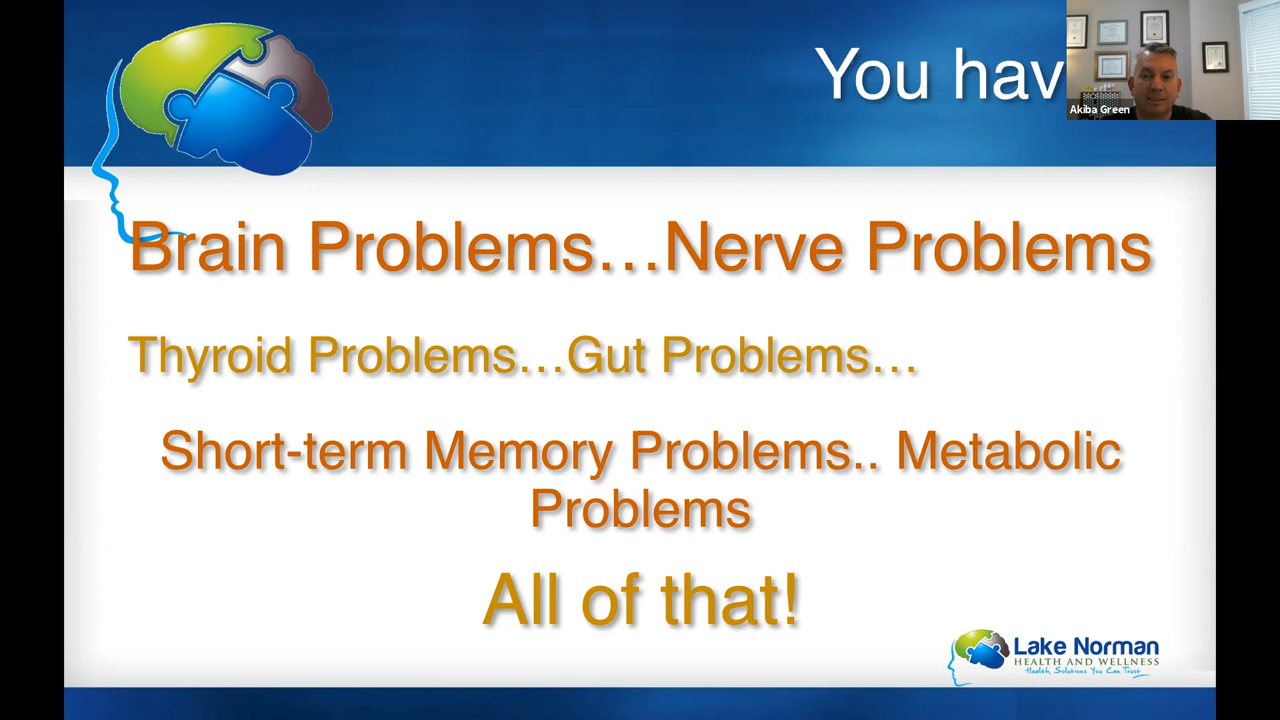 You hav
Akiba Green
Brain Problems…Nerve Problems
Thyroid Problems…Gut Problems…
Short-term Memory Problems.. Metabolic
Problems
All of that!
Lake Norman
HEALTH AND WELLNESS
Health Solutions You Can Trust